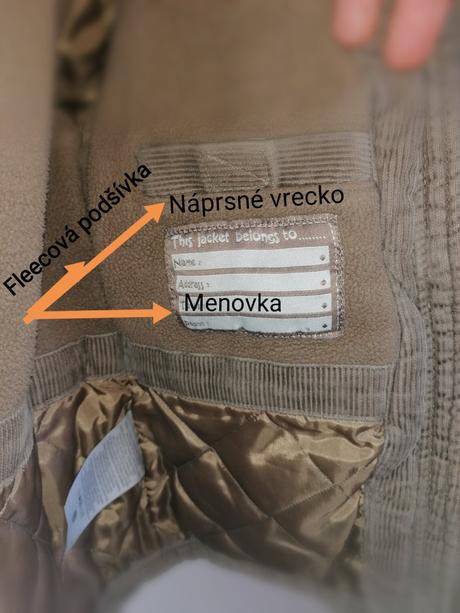 Fleecová podšívka
Náprsné vrecko
This jacket belongs to.......
Name :
Address :
Menovka